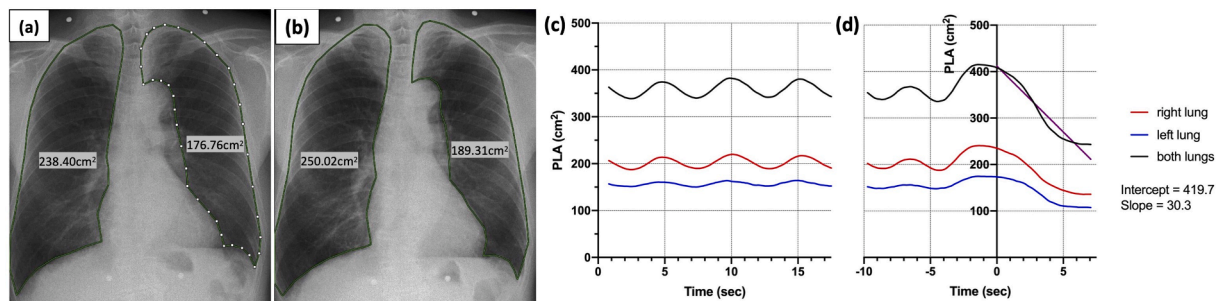 (a)
238.40cm²
176.76cm²
(b)
250.02cm²
189.31cm²
(c)
PLA (cm²)
500
400
300
200
100
0
0
5
10
15
Time (sec)
(d)
PLA (cm²)
500
400
300
200
100
-10
-5
0
5
Time (sec)
right lung
left lung
both lungs
Intercept = 419.7
Slope = 30.3